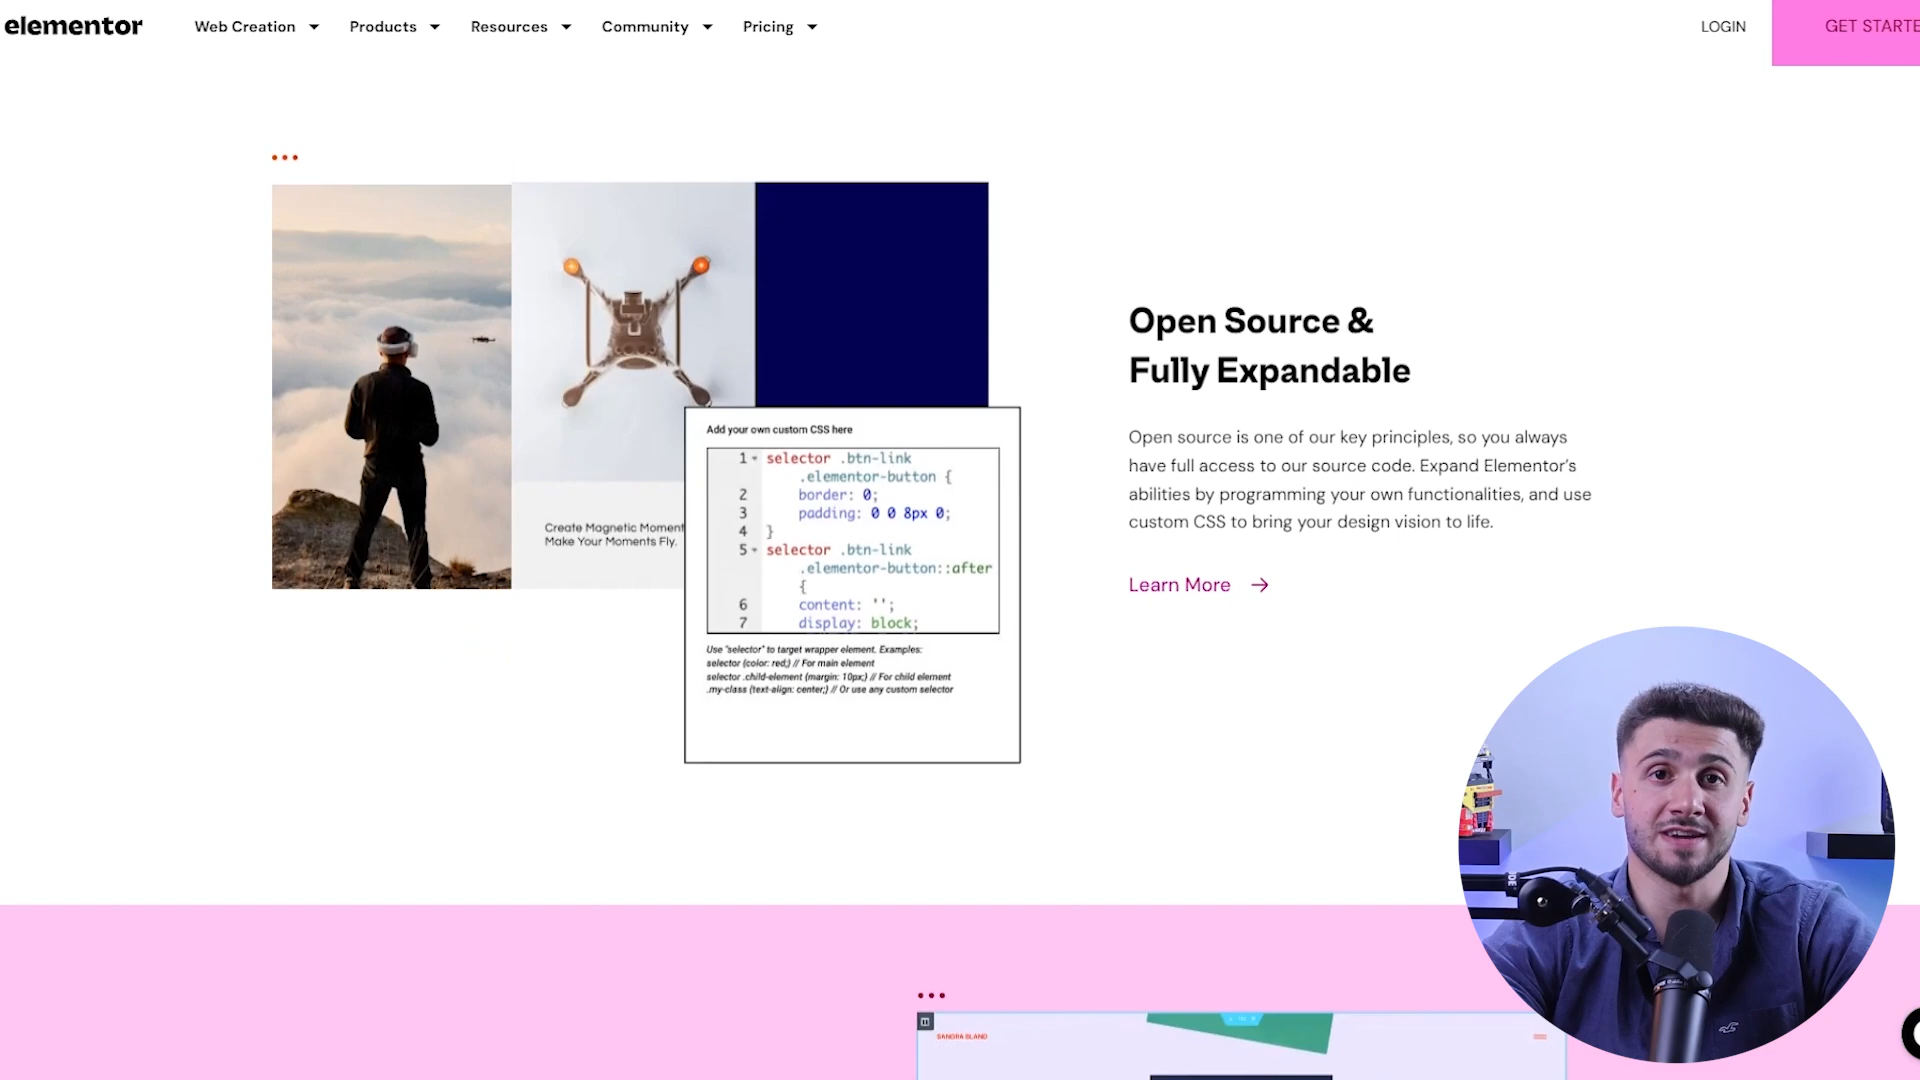 elementor
Web Creation
Products
Resources
Community
Pricing
LOGIN
GET STARTE
Open Source &
Fully Expandable
Open source is one of our key principles, so you always
have full access to our source code. Expand Elementor’s
abilities by programming your own functionalities, and use
custom CSS to bring your design vision to life.
Learn More →
Create Magnetic Moment
Make Your Moments Fly.
Add your own custom CSS here
1 selector .btn-link
.elementor-button {
2 border: 0;
3 padding: 0 0 8px 0;
4 }
5 selector .btn-link
.elementor-button::after
{
6 content: '';
7 display: block;
Use "selector" to target wrapper element. Examples:
selector {color: red;} // For main element
selector .child-element {margin: 10px;} // For child element
.my-class {text-align: center;} // Or use any custom selector
SANGRA BLAND